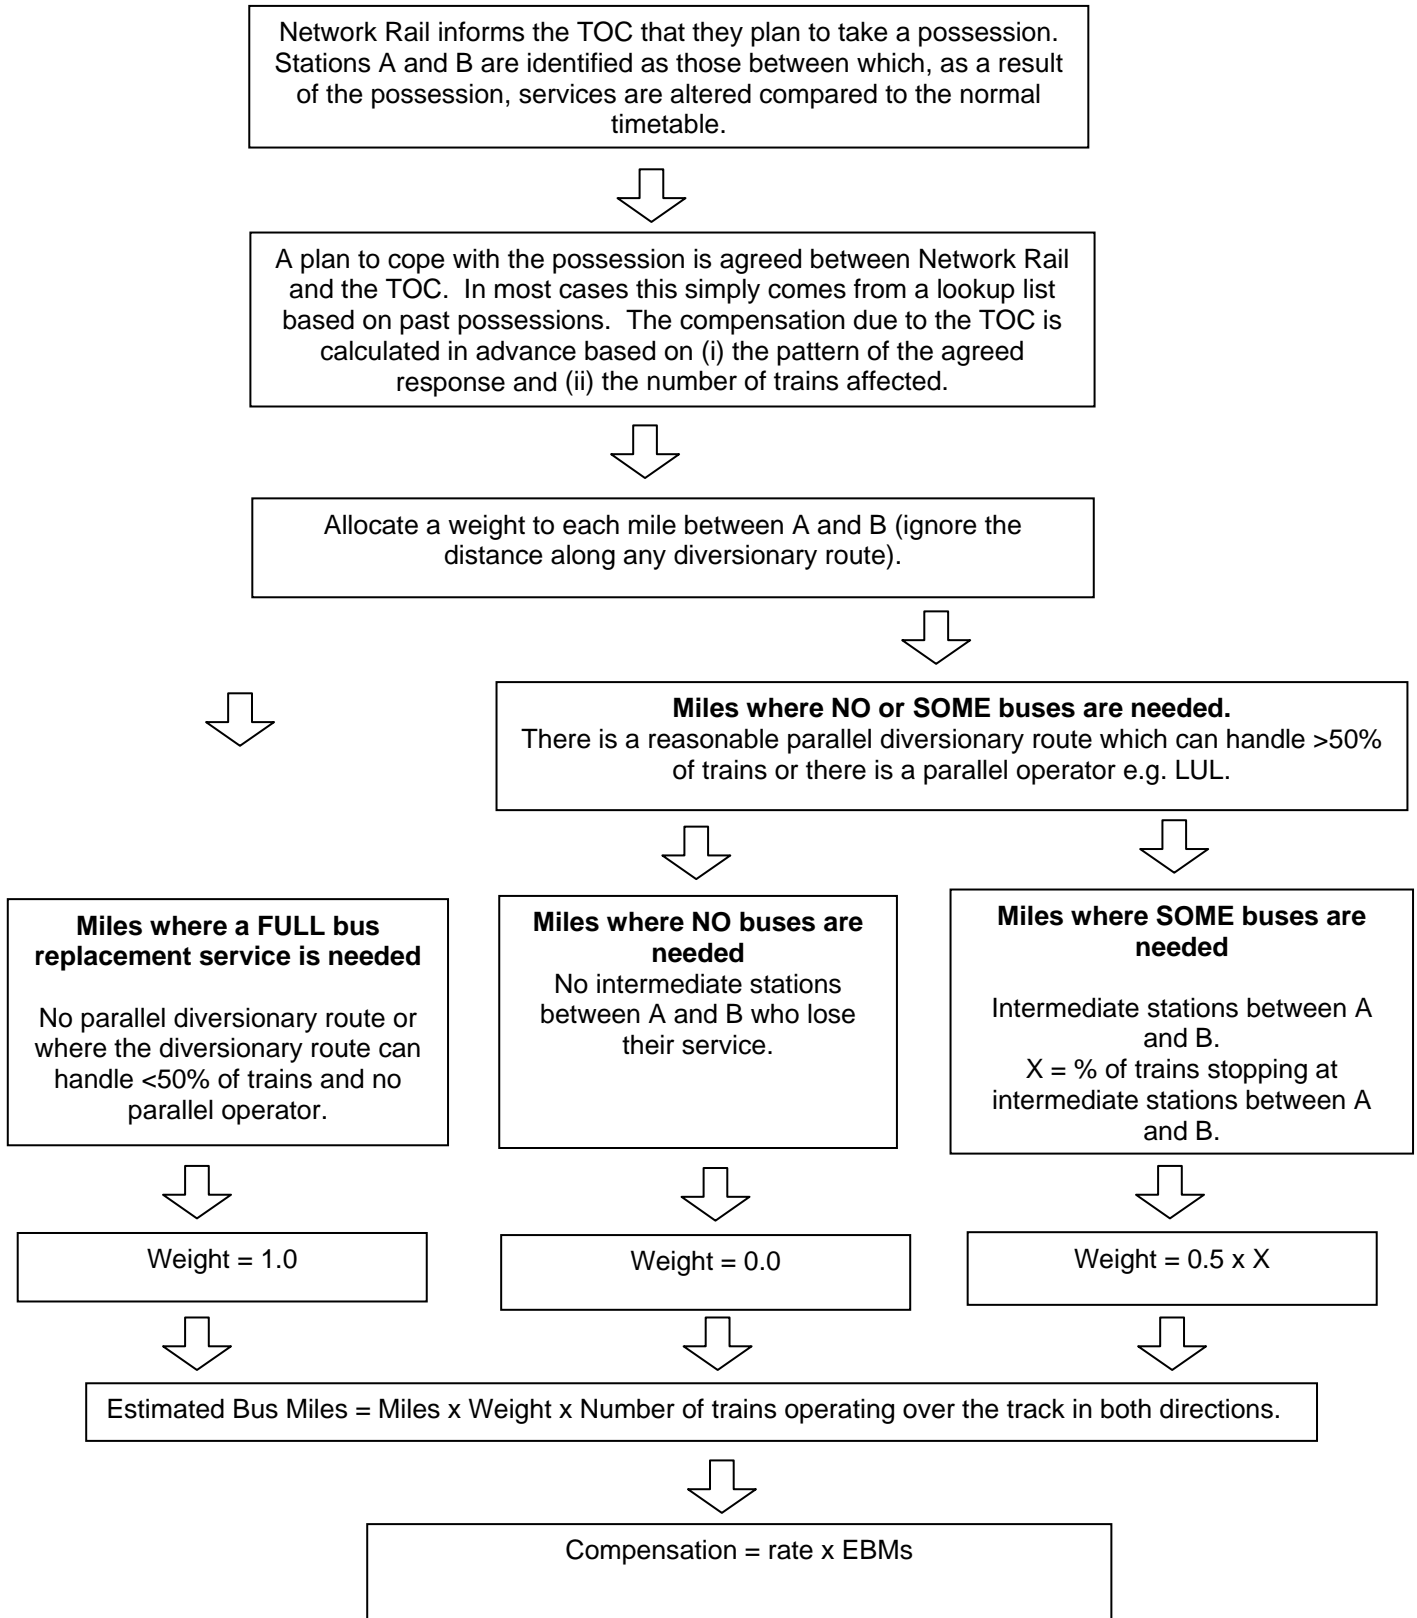 Network Rail informs the TOC that they plan to take a possession.
Stations A and B are identified as those between which, as a result
of the possession, services are altered compared to the normal
timetable.
A plan to cope with the possession is agreed between Network Rail
and the TOC.  In most cases this simply comes from a lookup list
based on past possessions.  The compensation due to the TOC is
calculated in advance based on (i) the pattern of the agreed
response and (ii) the number of trains affected.
Allocate a weight to each mile between A and B (ignore the
distance along any diversionary route).
Miles where NO or SOME buses are needed.
There is a reasonable parallel diversionary route which can handle >50%
of trains or there is a parallel operator e.g. LUL.
Miles where a FULL bus
replacement service is needed
No parallel diversionary route or
where the diversionary route can
handle <50% of trains and no
parallel operator.
Miles where NO buses are
needed
No intermediate stations
between A and B who lose
their service.
Miles where SOME buses are
needed
Intermediate stations between A
and B.
X = % of trains stopping at
intermediate stations between A
and B.
Weight = 1.0
Weight = 0.0
Weight = 0.5 x X
Estimated Bus Miles = Miles x Weight x Number of trains operating over the track in both directions.
Compensation = rate x EBMs